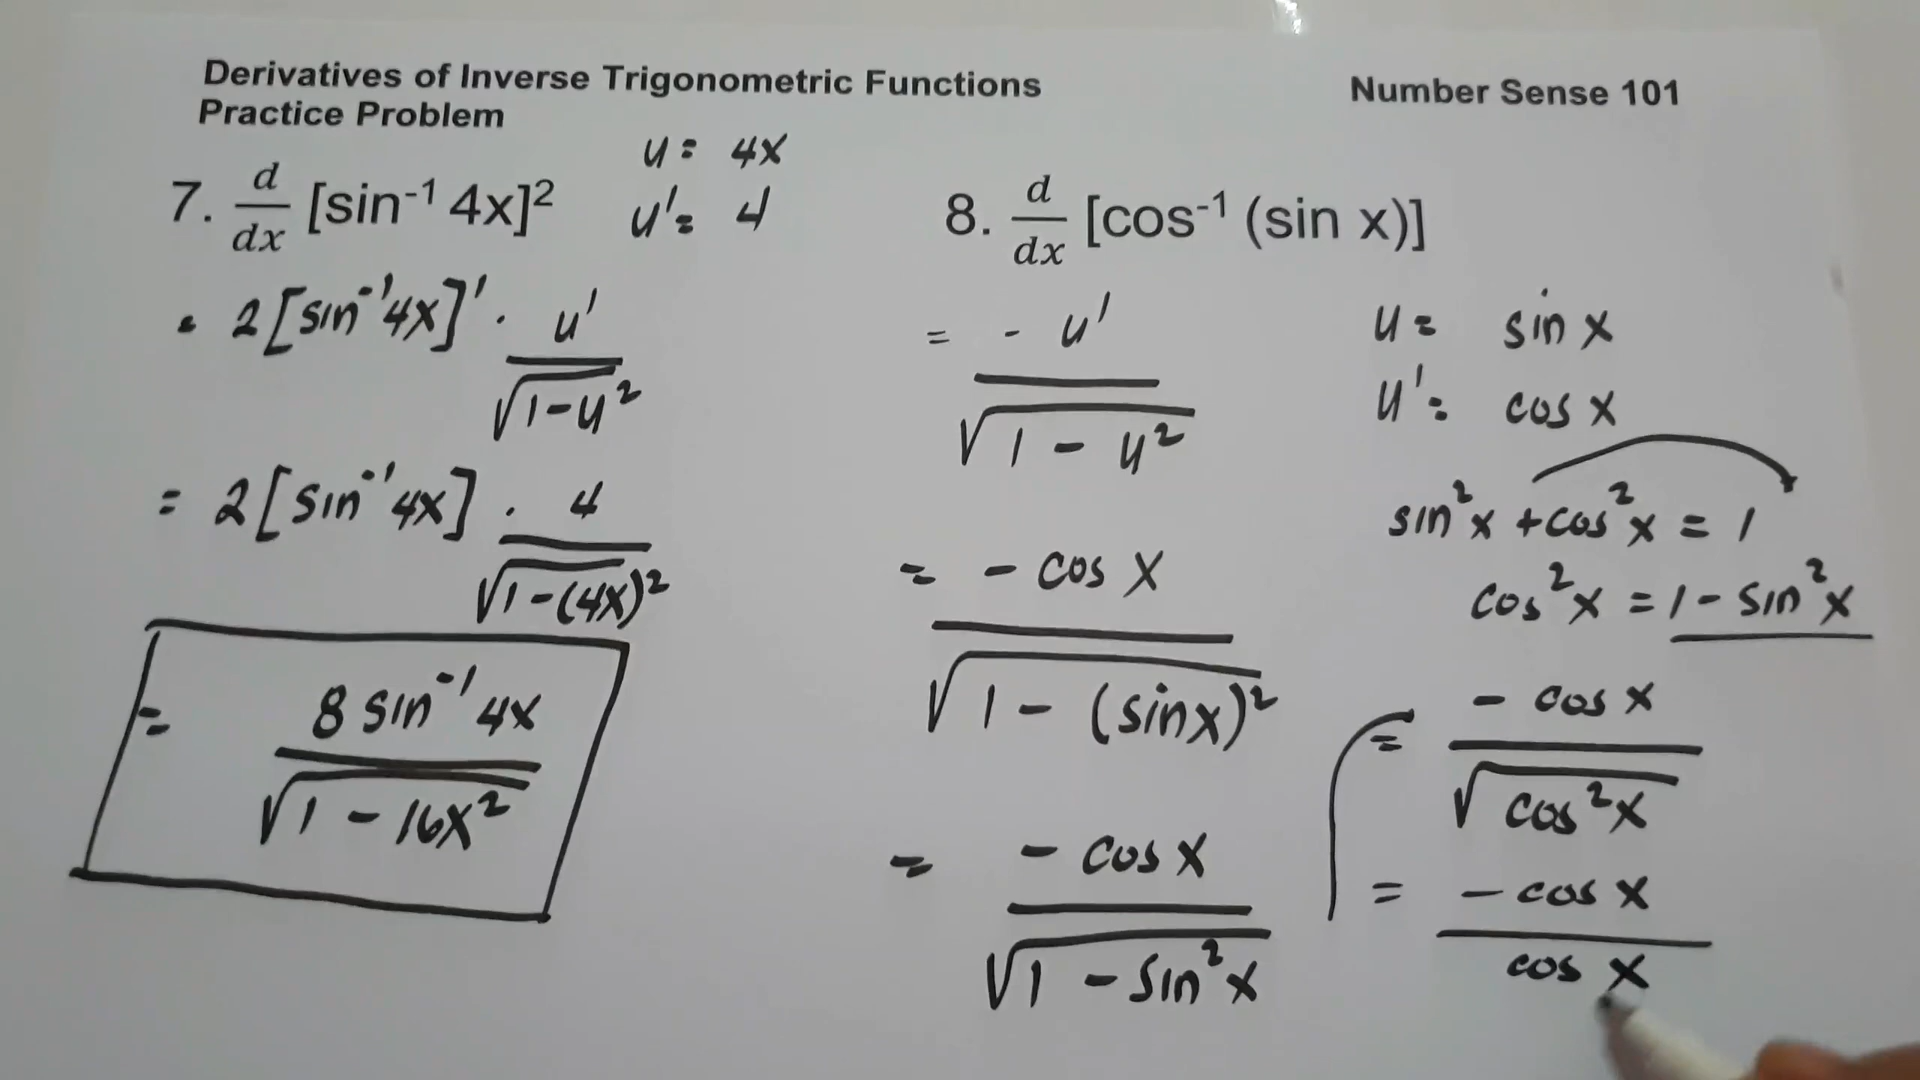 Derivatives of Inverse Trigonometric Functions
Practice Problem
Number Sense 101
7. d/dx [sin⁻¹ 4x]²
u = 4x
u' = 4
= 2[sin⁻¹4x]' · u'/√1-u²
= 2[sin⁻¹4x] · 4/√1-(4x)²
= 8 sin⁻¹ 4x/√1 - 16x²
8. d/dx [cos⁻¹ (sin x)]
= - u'/√1 - u²
= - cos x/√1 - (sinx)²
= - cos x/√1 - sin²x
u = sin x
u' = cos x
sin²x + cos²x = 1
cos²x = 1 - sin²x
= - cos x/√cos²x
= - cos x/cos x